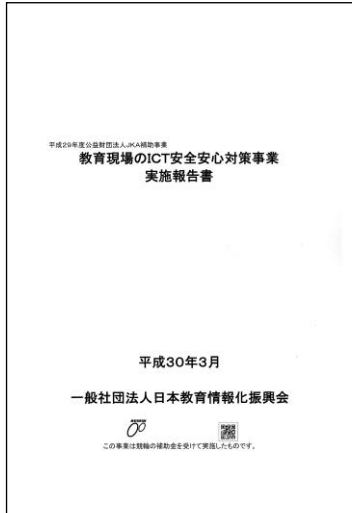 平成29年度公益財団法人JKA補助事業
教育現場のICT安全安心対策事業
実施報告書
平成30年3月
一般社団法人日本教育情報化振興会
この事業は競輪の補助金を受けて実施したものです。